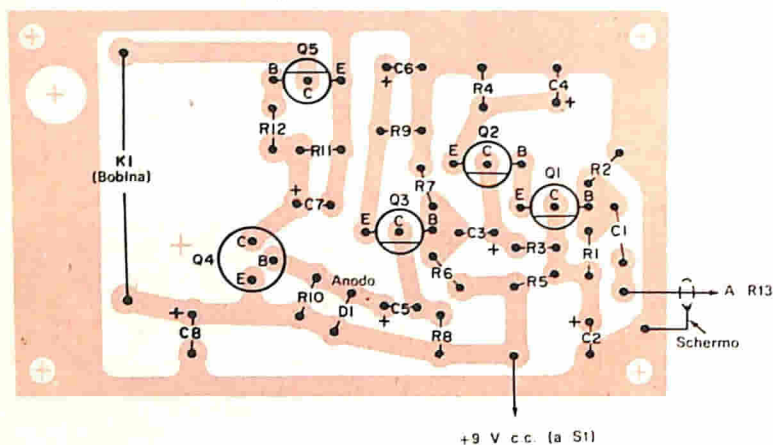 Q5
B
E
C
C6
+
R4
C4
+
R12
R11
R9
Q2
E
C
B
K1
(Bobina)
R7
Q1
E
C
B
R2
+
C7
Q3
E
C
B
C3
+
R3
C1
R1
Q4
C
B
E
R6
R5
Anodo
R10
D1
C5
+
A R13
+
C8
R8
+
C2
Schermo
+9 V c.c. (a S1)